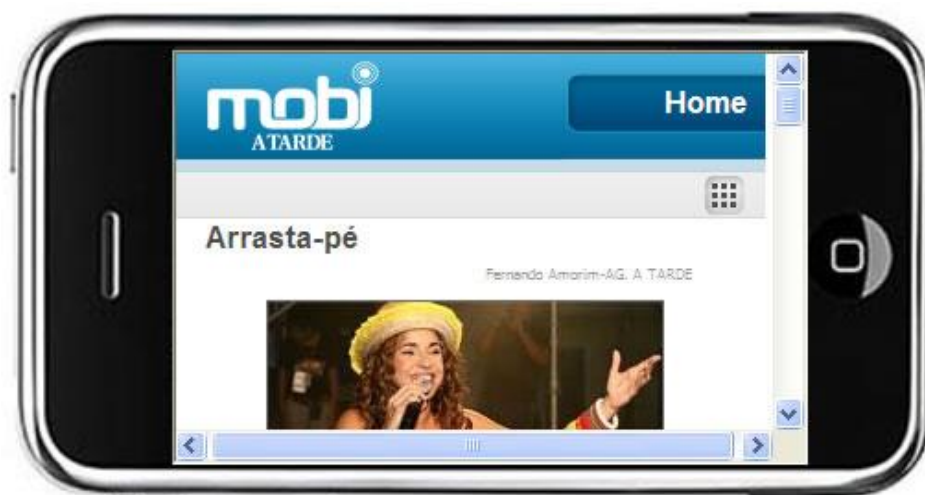 mobi
A TARDE
Home
Arrasta-pé
Fernando Amorim-AG. A TARDE